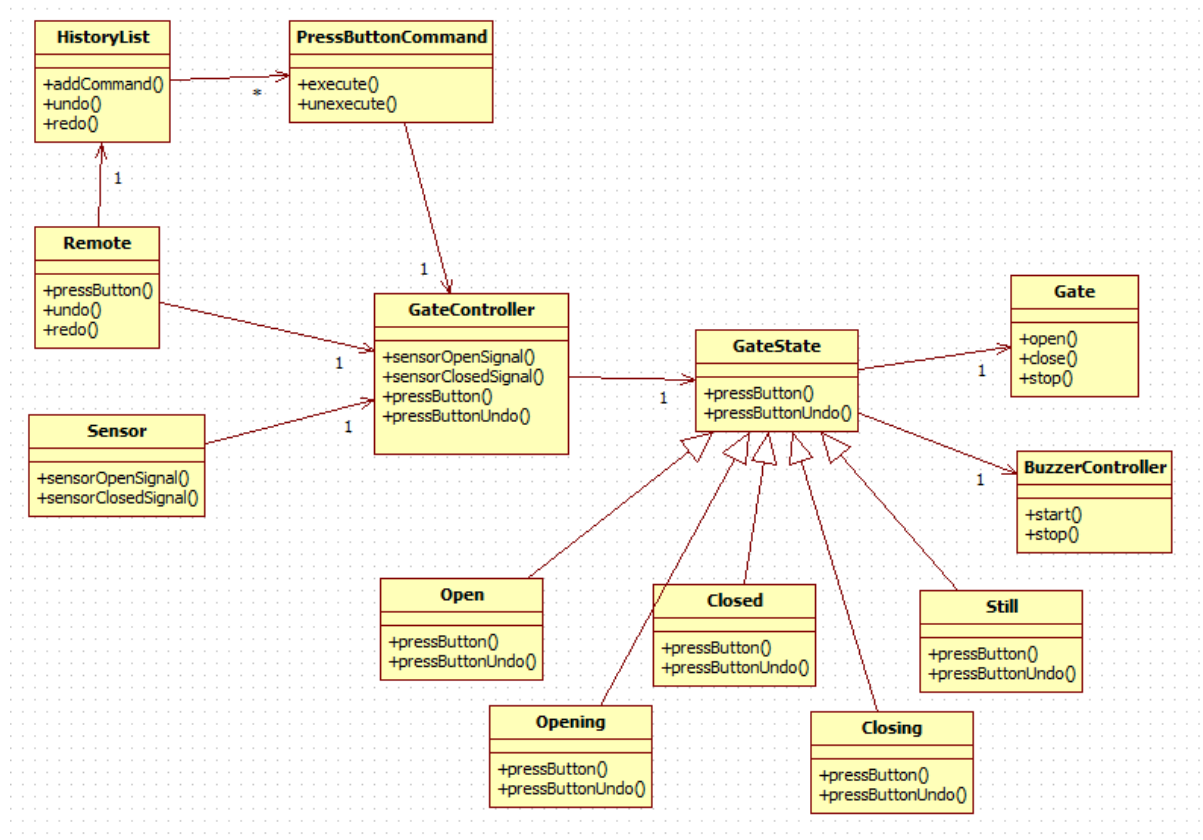 HistoryList
+addCommand()
+undo()
+redo()
PressButtonCommand
+execute()
+unexecute()
*
1
Remote
+pressButton()
+undo()
+redo()
1
1
GateController
+sensorOpenSignal()
+sensorClosedSignal()
+pressButton()
+pressButtonUndo()
Sensor
+sensorOpenSignal()
+sensorClosedSignal()
1
1
GateState
+pressButton()
+pressButtonUndo()
1
Gate
+open()
+close()
+stop()
1
BuzzerController
+start()
+stop()
Open
+pressButton()
+pressButtonUndo()
Closed
+pressButton()
+pressButtonUndo()
Still
+pressButton()
+pressButtonUndo()
Opening
+pressButton()
+pressButtonUndo()
Closing
+pressButton()
+pressButtonUndo()